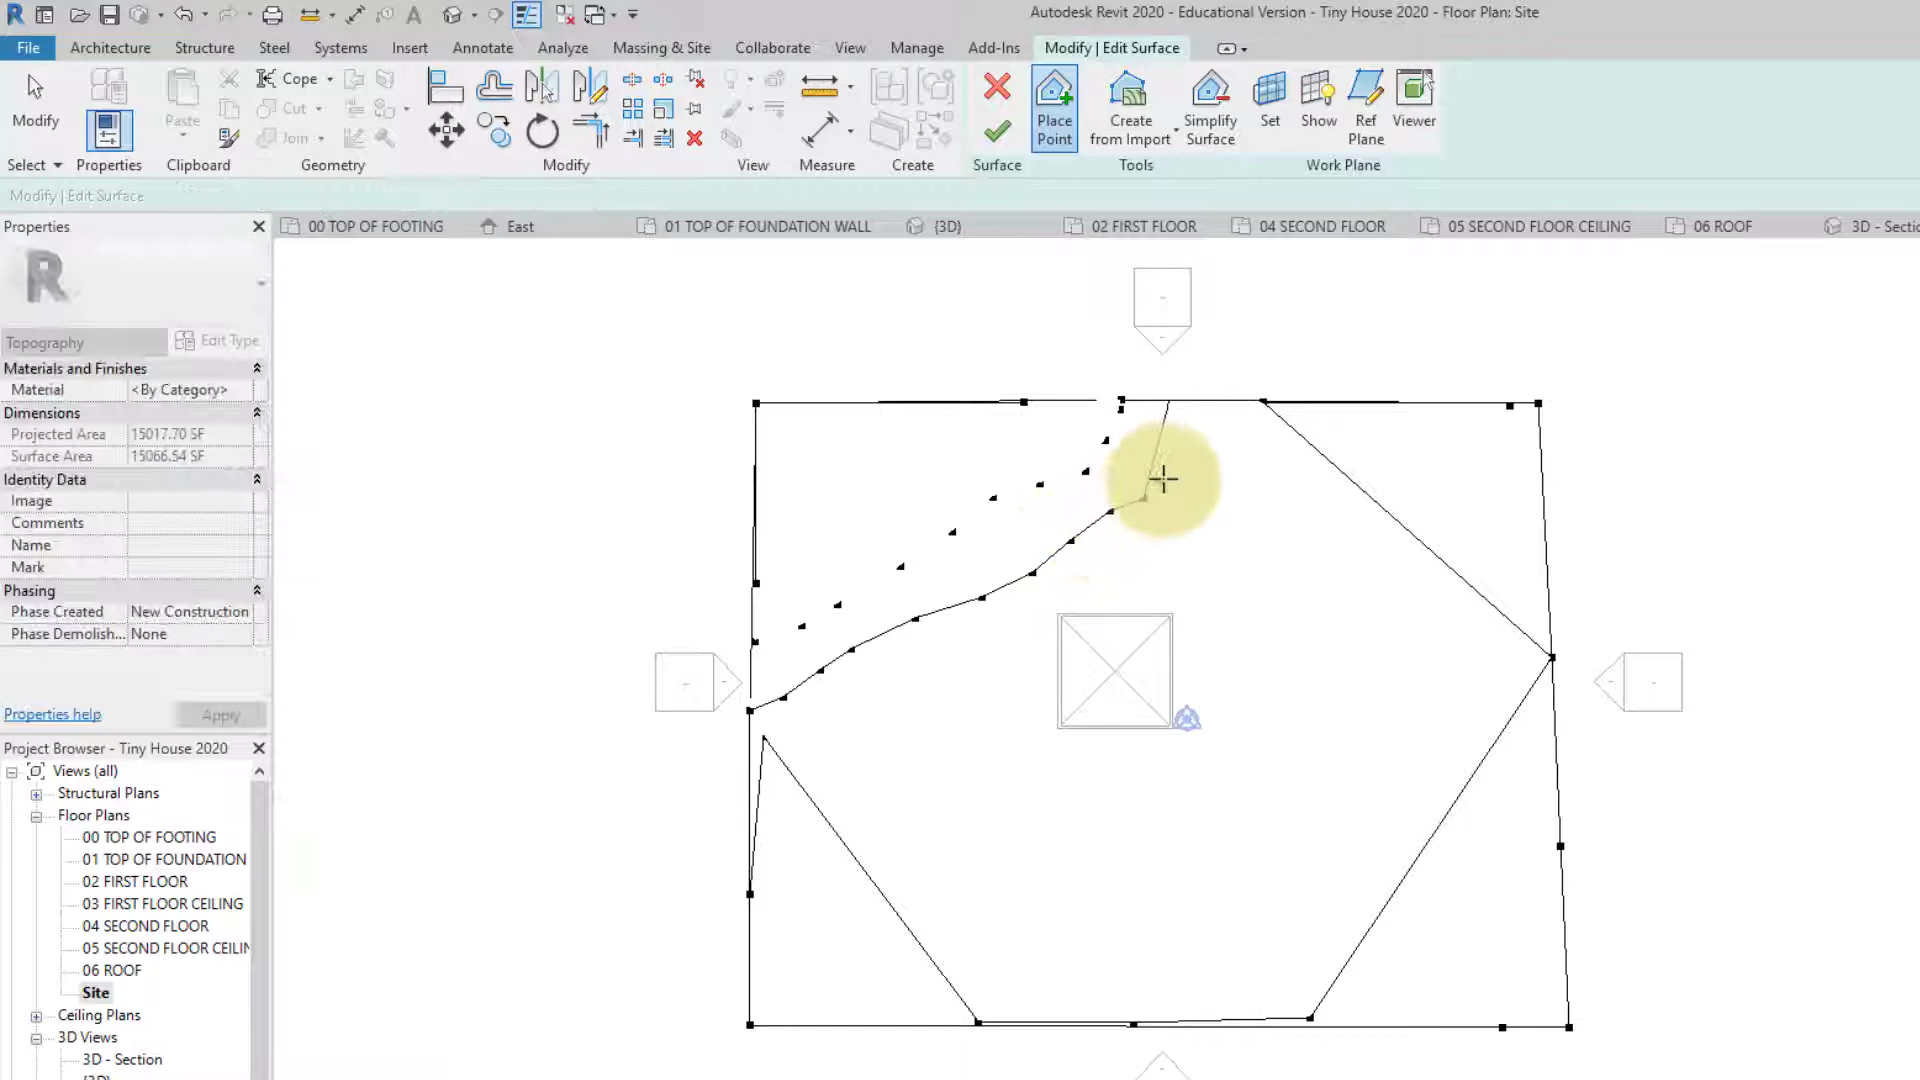 Autodesk Revit 2020 - Educational Version - Tiny House 2020 - Floor Plan: Site
File Architecture Structure Steel Systems Insert Annotate Analyze Massing & Site Collaborate View Manage Add-Ins Modify | Edit Surface
Modify
Select
Properties
Paste
Clipboard
Cope
Cut
Join
Geometry
Modify
View
Measure
Create
Surface
Place Point
Create from Import
Simplify Surface
Tools
Set
Show
Ref Plane
Viewer
Work Plane
Modify | Edit Surface
Properties
00 TOP OF FOOTING East 01 TOP OF FOUNDATION WALL {3D} 02 FIRST FLOOR 04 SECOND FLOOR 05 SECOND FLOOR CEILING 06 ROOF 3D - Sectio
R
Topography Edit Type
Materials and Finishes
Material <By Category>
Dimensions
Projected Area 15017.70 SF
Surface Area 15066.54 SF
Identity Data
Image
Comments
Name
Mark
Phasing
Phase Created New Construction
Phase Demolish... None
Properties help Apply
Project Browser - Tiny House 2020
Views (all)
Structural Plans
Floor Plans
00 TOP OF FOOTING
01 TOP OF FOUNDATION
02 FIRST FLOOR
03 FIRST FLOOR CEILING
04 SECOND FLOOR
05 SECOND FLOOR CEILIN
06 ROOF
Site
Ceiling Plans
3D Views
3D - Section
{3D}